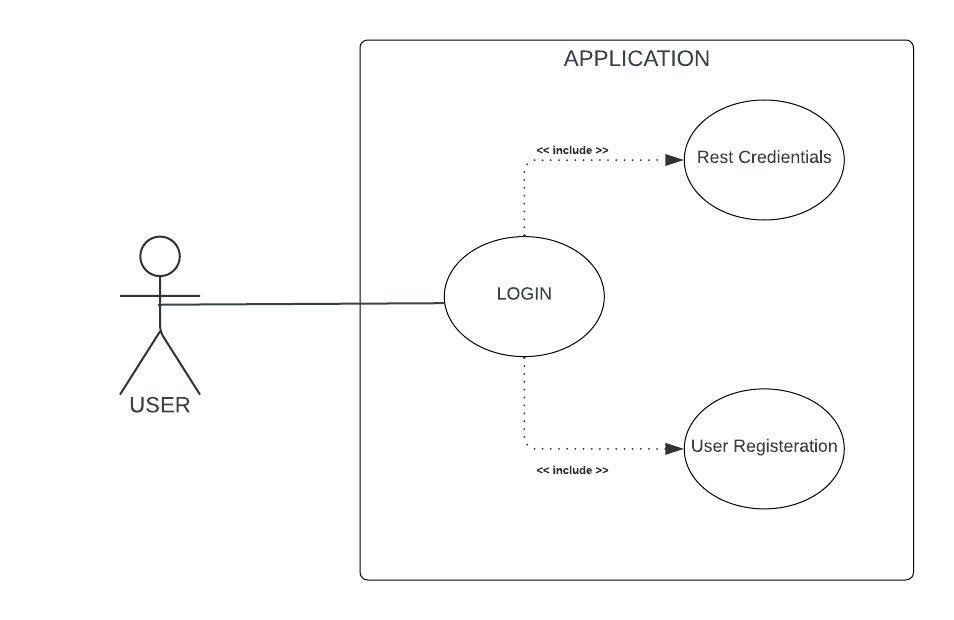 APPLICATION
<< include >>
Rest Credientials
LOGIN
USER
User Registeration
<< include >>